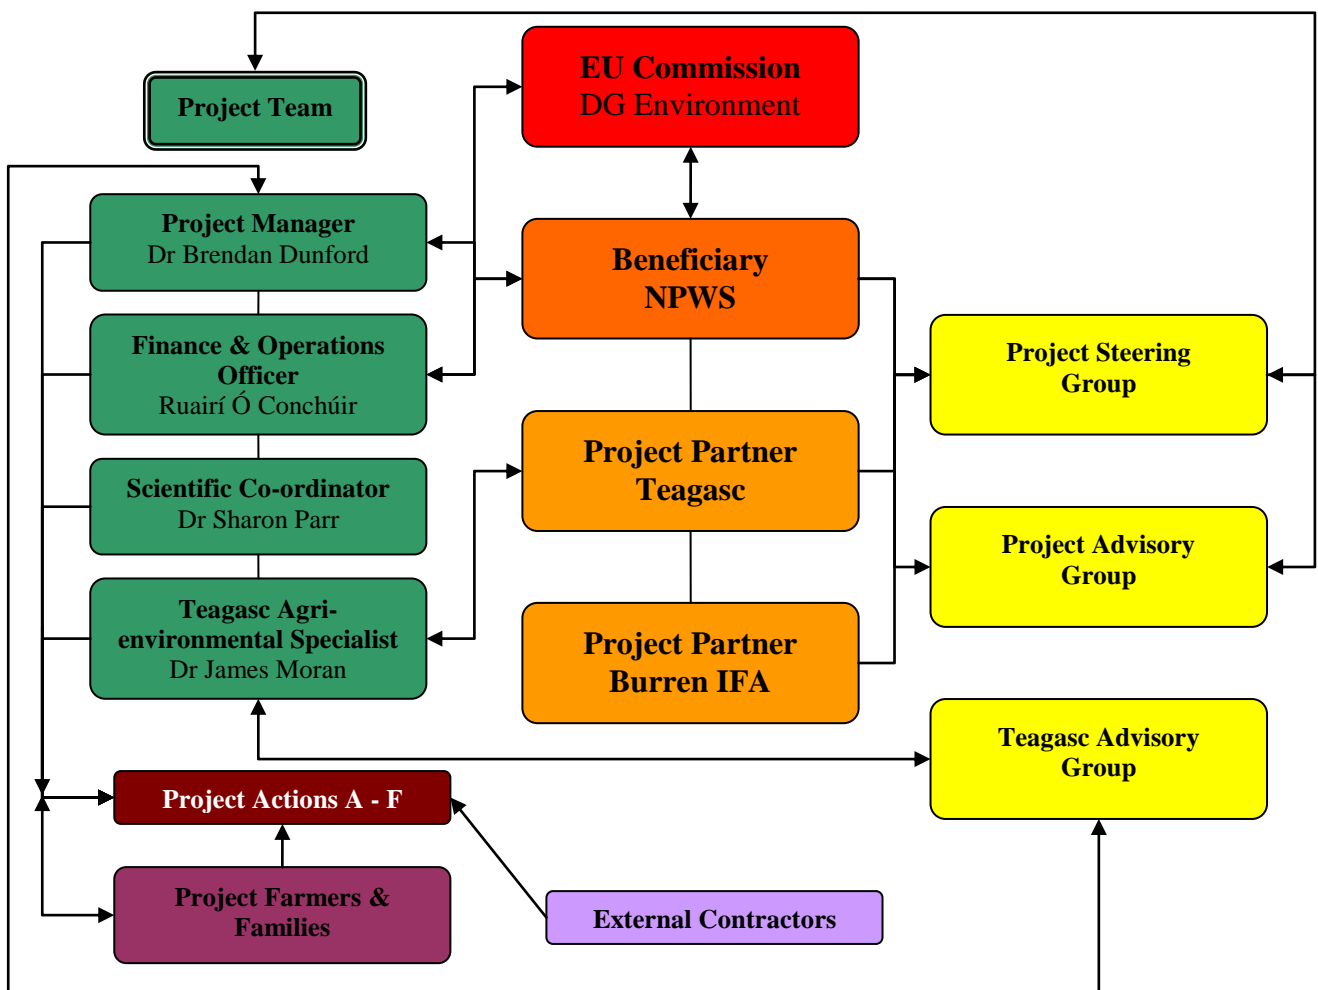 EU Commission
DG Environment
Project Team
Project Manager
Dr Brendan Dunford
Beneficiary
NPWS
Finance & Operations
Officer
Ruairí Ó Conchúir
Project Steering
Group
Project Partner
Teagasc
Scientific Co-ordinator
Dr Sharon Parr
Project Advisory
Group
Teagasc Agri-
environmental Specialist
Dr James Moran
Project Partner
Burren IFA
Teagasc Advisory
Group
Project Actions A - F
Project Farmers &
Families
External Contractors